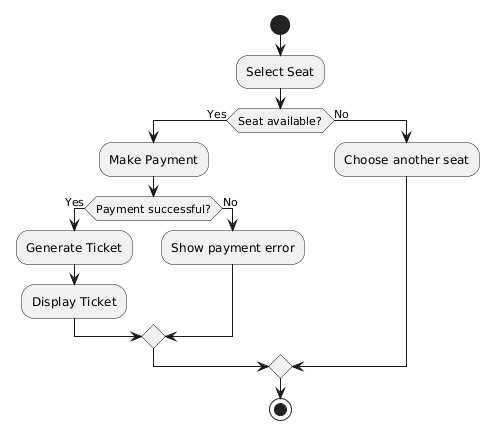 Select Seat
Yes
Seat available?
No
Make Payment
Choose another seat
Yes
Payment successful?
No
Generate Ticket
Show payment error
Display Ticket